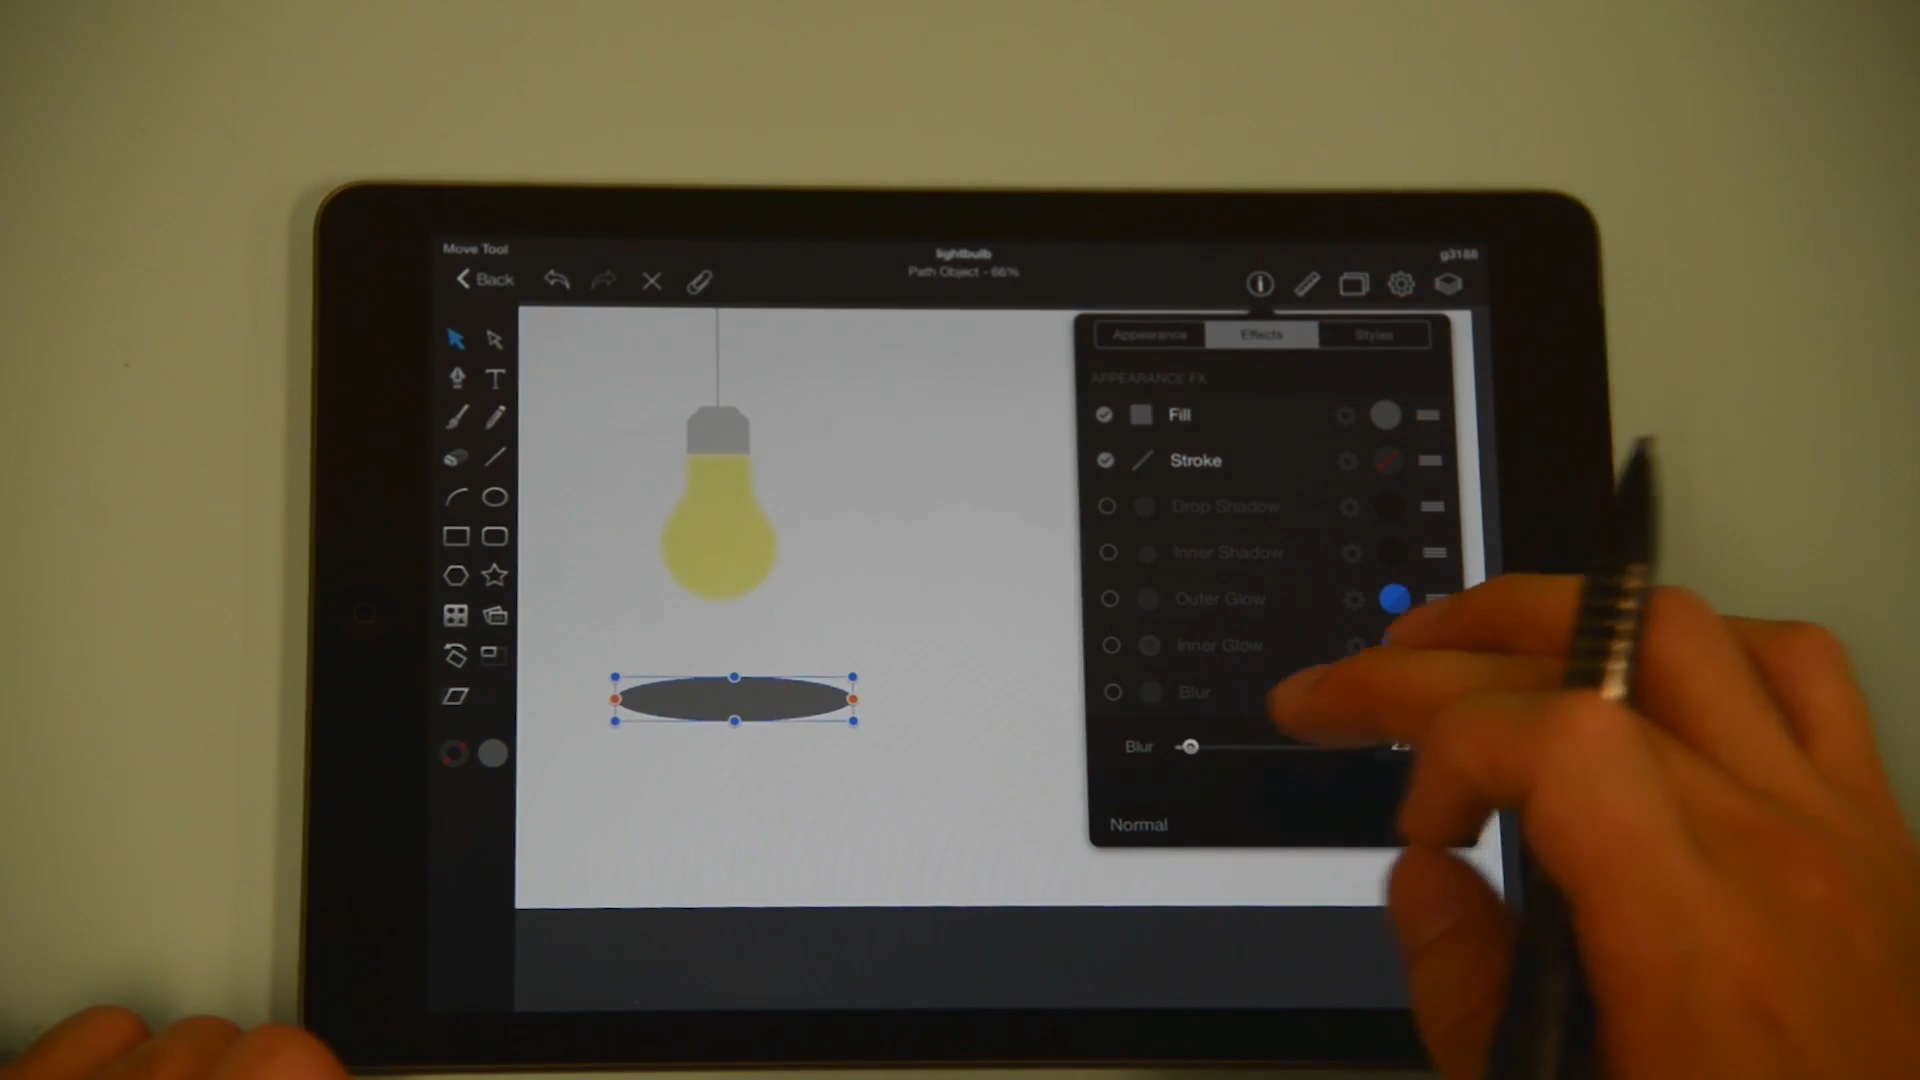 Move Tool
lightbulb
g3188
Back
Path Object - 66%
Appearance
Effects
Styles
APPEARANCE FX
Fill
Stroke
Drop Shadow
Inner Shadow
Outer Glow
Inner Glow
Blur
Blur
Normal